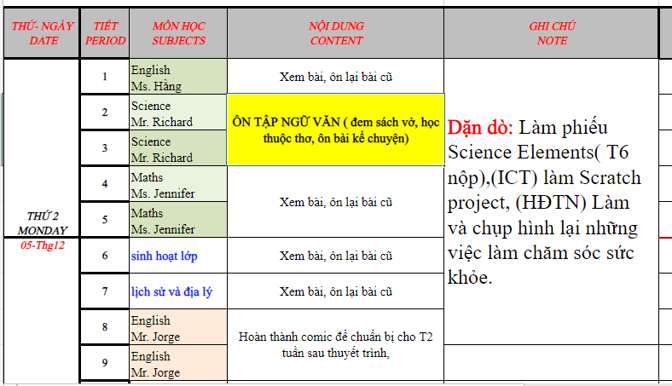 THỨ- NGÀY
DATE
TIẾT
PERIOD
MÔN HỌC
SUBJECTS
NỘI DUNG
CONTENT
GHI CHÚ
NOTE
THỨ 2
MONDAY
05-Thg12
1
English
Ms. Hằng
Xem bài, ôn lại bài cũ
2
Science
Mr. Richard
ÔN TẬP NGỮ VĂN ( đem sách vở, học
thuộc thơ, ôn bài kể chuyện)
3
Science
Mr. Richard
4
Maths
Ms. Jennifer
Xem bài, ôn lại bài cũ
5
Maths
Ms. Jennifer
6
sinh hoạt lớp
Xem bài, ôn lại bài cũ
7
lịch sử và địa lý
Xem bài, ôn lại bài cũ
8
English
Mr. Jorge
Hoàn thành comic để chuẩn bị cho T2
tuần sau thuyết trình,
9
English
Mr. Jorge
Dặn dò: Làm phiếu
Science Elements( T6
nộp),(ICT) làm Scratch
project, (HĐTN) Làm
và chụp hình lại những
việc làm chăm sóc sức
khỏe.